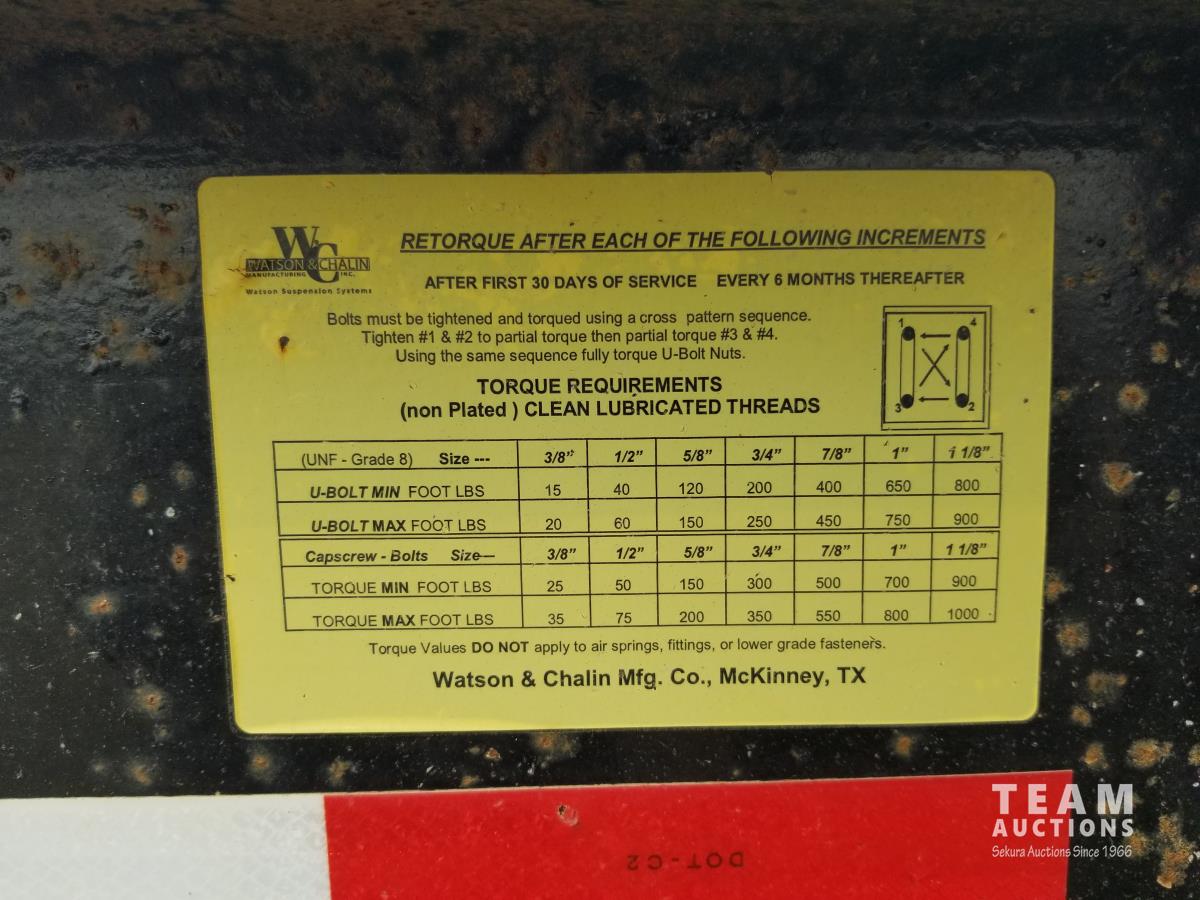 WC
WATSON & CHALIN
MANUFACTURING INC.
Watson Suspension Systems
RETORQUE AFTER EACH OF THE FOLLOWING INCREMENTS
AFTER FIRST 30 DAYS OF SERVICE EVERY 6 MONTHS THEREAFTER
Bolts must be tightened and torqued using a cross pattern sequence.
Tighten #1 & #2 to partial torque then partial torque #3 & #4.
Using the same sequence fully torque U-Bolt Nuts.
1 4
3 2
TORQUE REQUIREMENTS
(non Plated ) CLEAN LUBRICATED THREADS
(UNF - Grade 8) Size --- 3/8" 1/2" 5/8" 3/4" 7/8" 1" 1 1/8"
U-BOLT MIN FOOT LBS 15 40 120 200 400 650 800
U-BOLT MAX FOOT LBS 20 60 150 250 450 750 900
Capscrew - Bolts Size--- 3/8" 1/2" 5/8" 3/4" 7/8" 1" 1 1/8"
TORQUE MIN FOOT LBS 25 50 150 300 500 700 900
TORQUE MAX FOOT LBS 35 75 200 350 550 800 1000
Torque Values DO NOT apply to air springs, fittings, or lower grade fasteners.
Watson & Chalin Mfg. Co., McKinney, TX
DOT-C2
TEAM
AUCTIONS
Sekura Auctions Since 1966